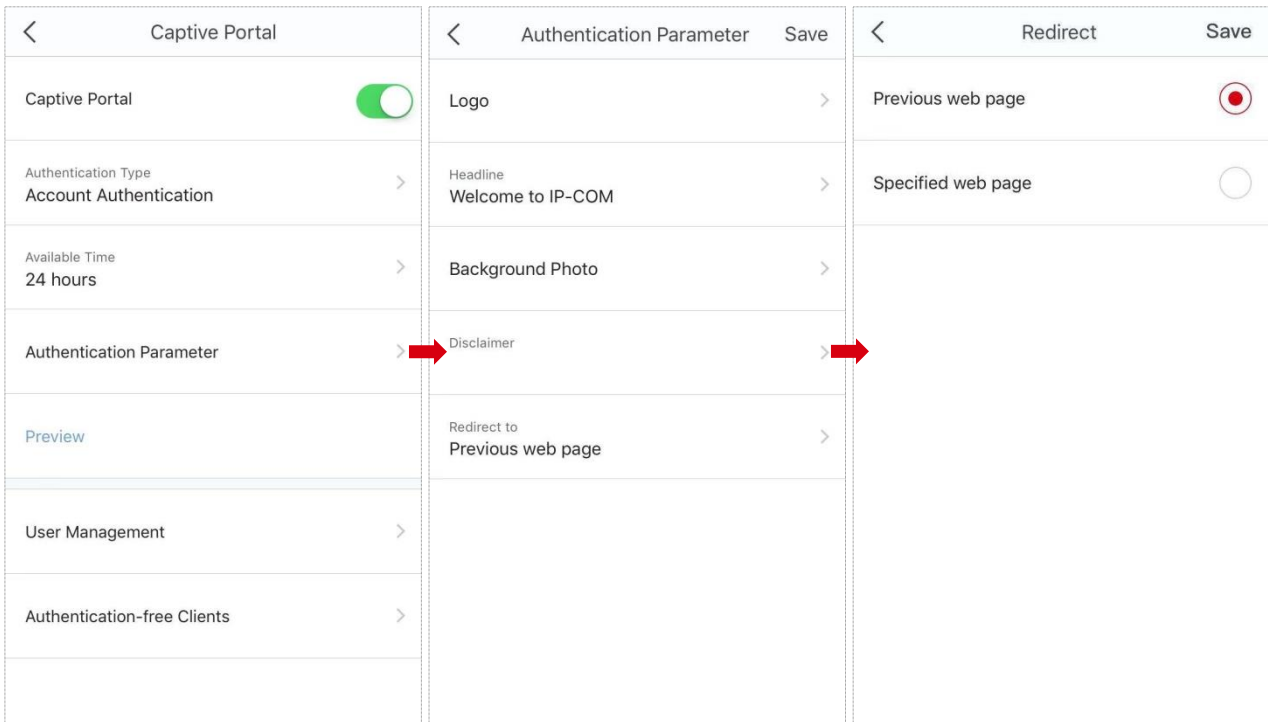 Captive Portal
Captive Portal
Authentication Type
Account Authentication
Available Time
24 hours
Authentication Parameter
Preview
User Management
Authentication-free Clients
Authentication Parameter Save
Logo
Headline
Welcome to IP-COM
Background Photo
Disclaimer
Redirect to
Previous web page
Redirect Save
Previous web page
Specified web page